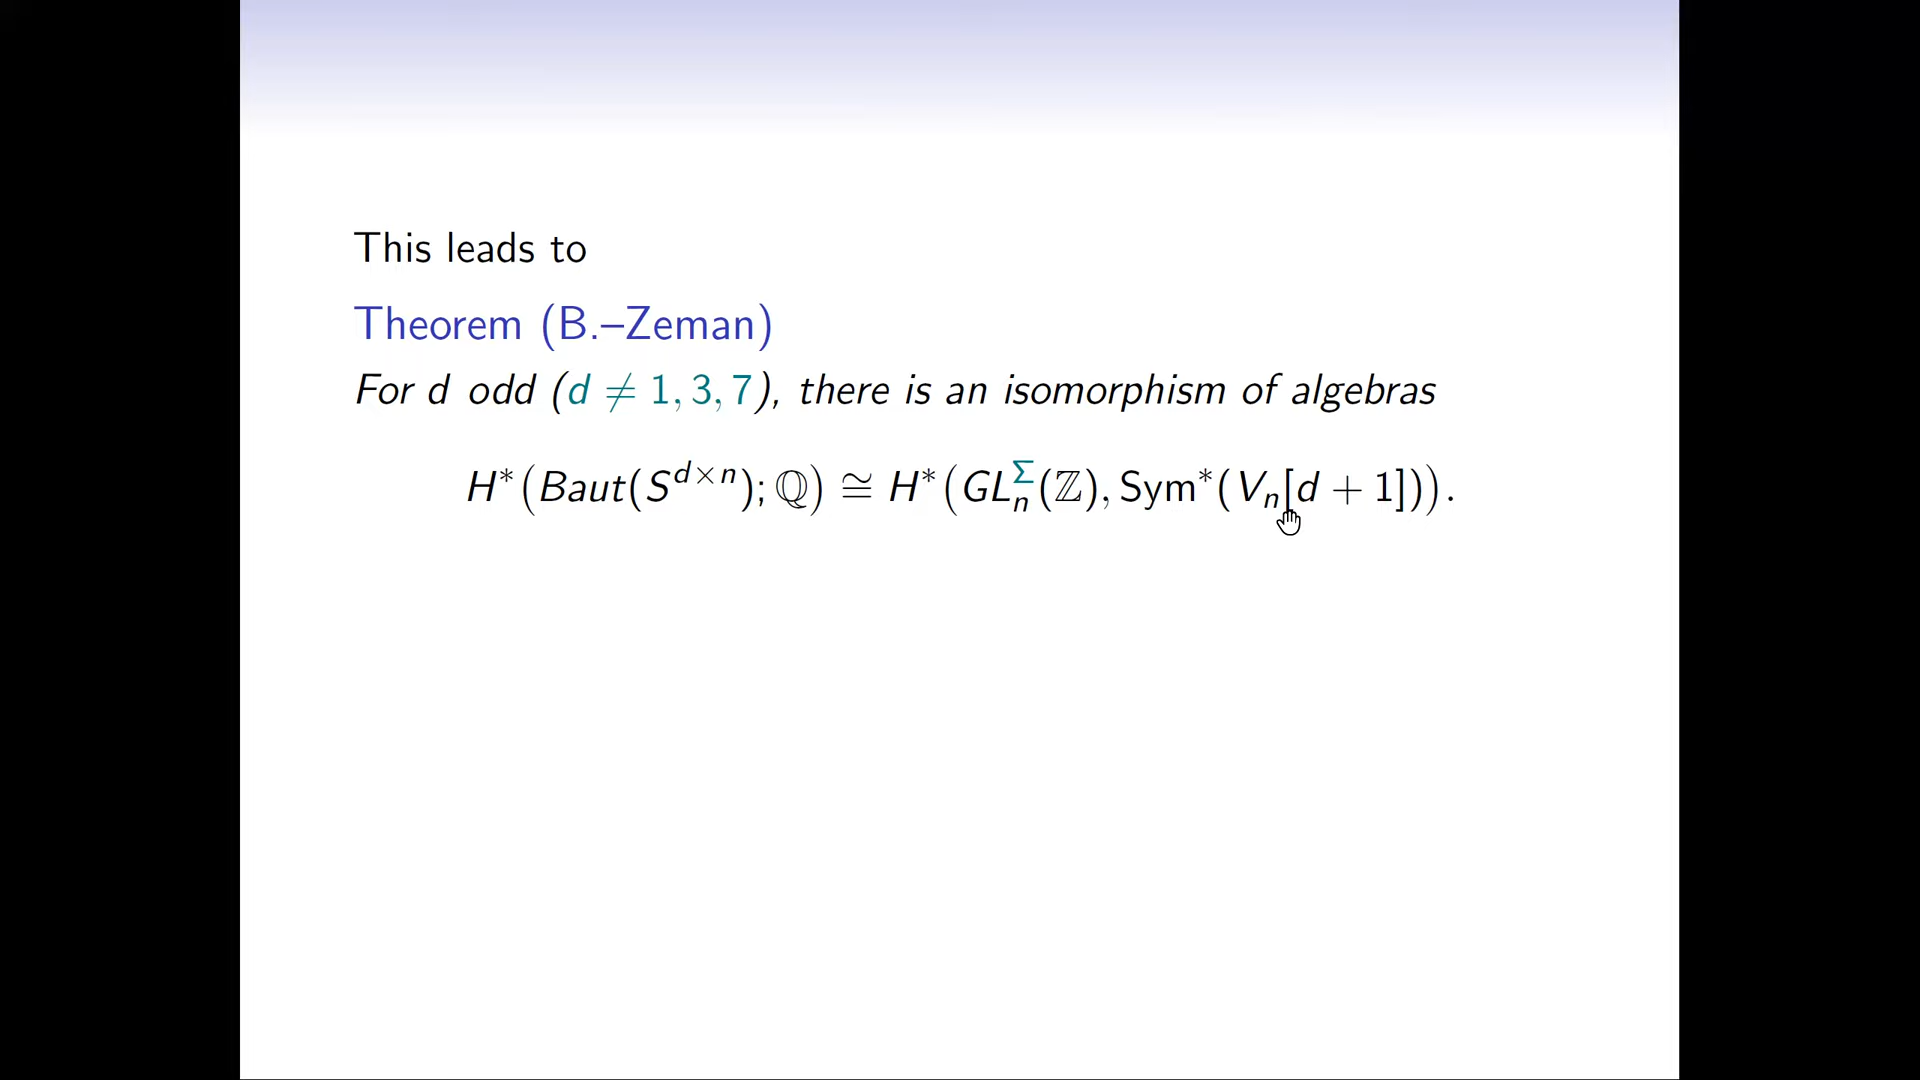 This leads to
Theorem (B.–Zeman)
For d odd (d ≠ 1, 3, 7), there is an isomorphism of algebras
H*(Baut(S^{d×n}); ℚ) ≅ H*(GL_n^Σ(ℤ), Sym*(V_n[d + 1])).